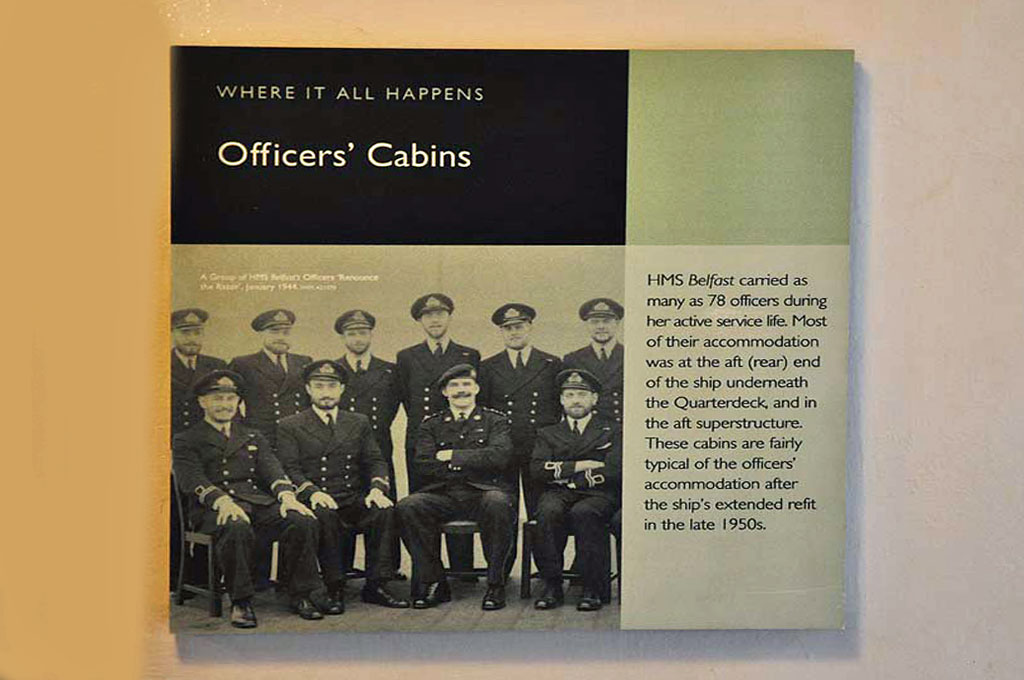 WHERE IT ALL HAPPENS
Officers' Cabins
A Group of HMS Belfast's Officers 'Renounce
the Razor', January 1944.
HMS Belfast carried as
many as 78 officers during
her active service life. Most
of their accommodation
was at the aft (rear) end
of the ship underneath
the Quarterdeck, and in
the aft superstructure.
These cabins are fairly
typical of the officers'
accommodation after
the ship's extended refit
in the late 1950s.